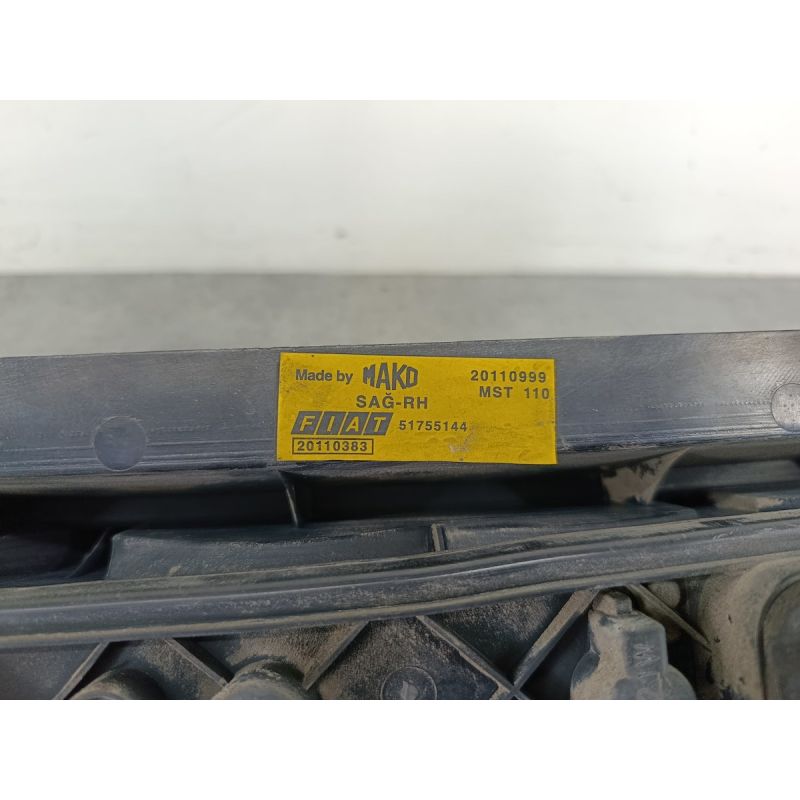 Made by MAKO 20110999
MST 110
SAĞ-RH
FIAT 51755144
20110383